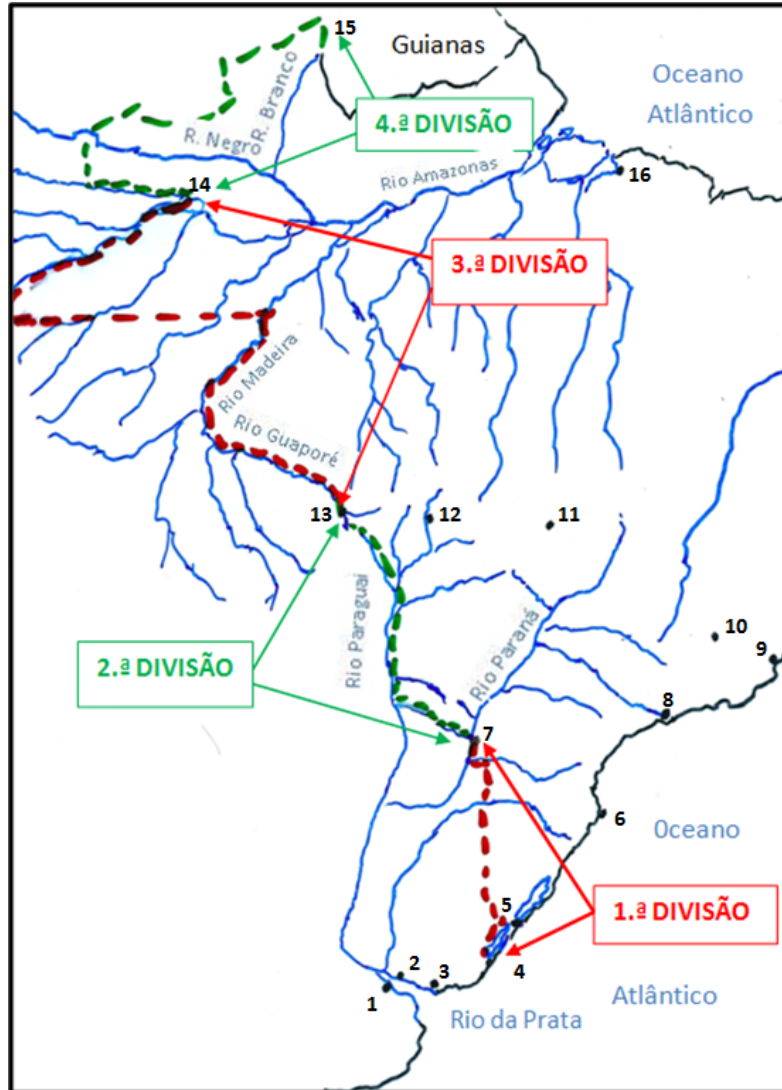 15
Guianas
Oceano
Atlântico
R. Branco
R. Negro
4.ª DIVISÃO
14
Rio Amazonas
16
3.ª DIVISÃO
Rio Madeira
Rio Guaporé
13
12
11
Rio Paraguai
Rio Paraná
10
9
2.ª DIVISÃO
8
7
6
0ceano
5
1.ª DIVISÃO
4
2
3
1
Atlântico
Rio da Prata